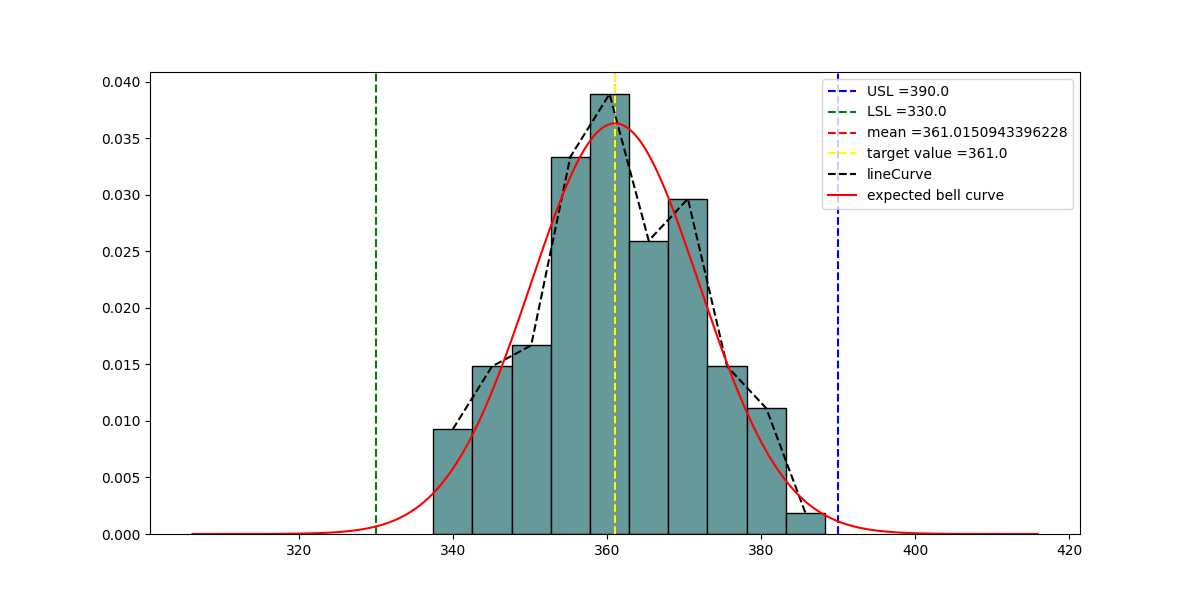 0.040
0.035
0.030
0.025
0.020
0.015
0.010
0.005
0.000
320
340
360
380
400
420
USL =390.0
LSL =330.0
mean =361.0150943396228
target value =361.0
lineCurve
expected bell curve